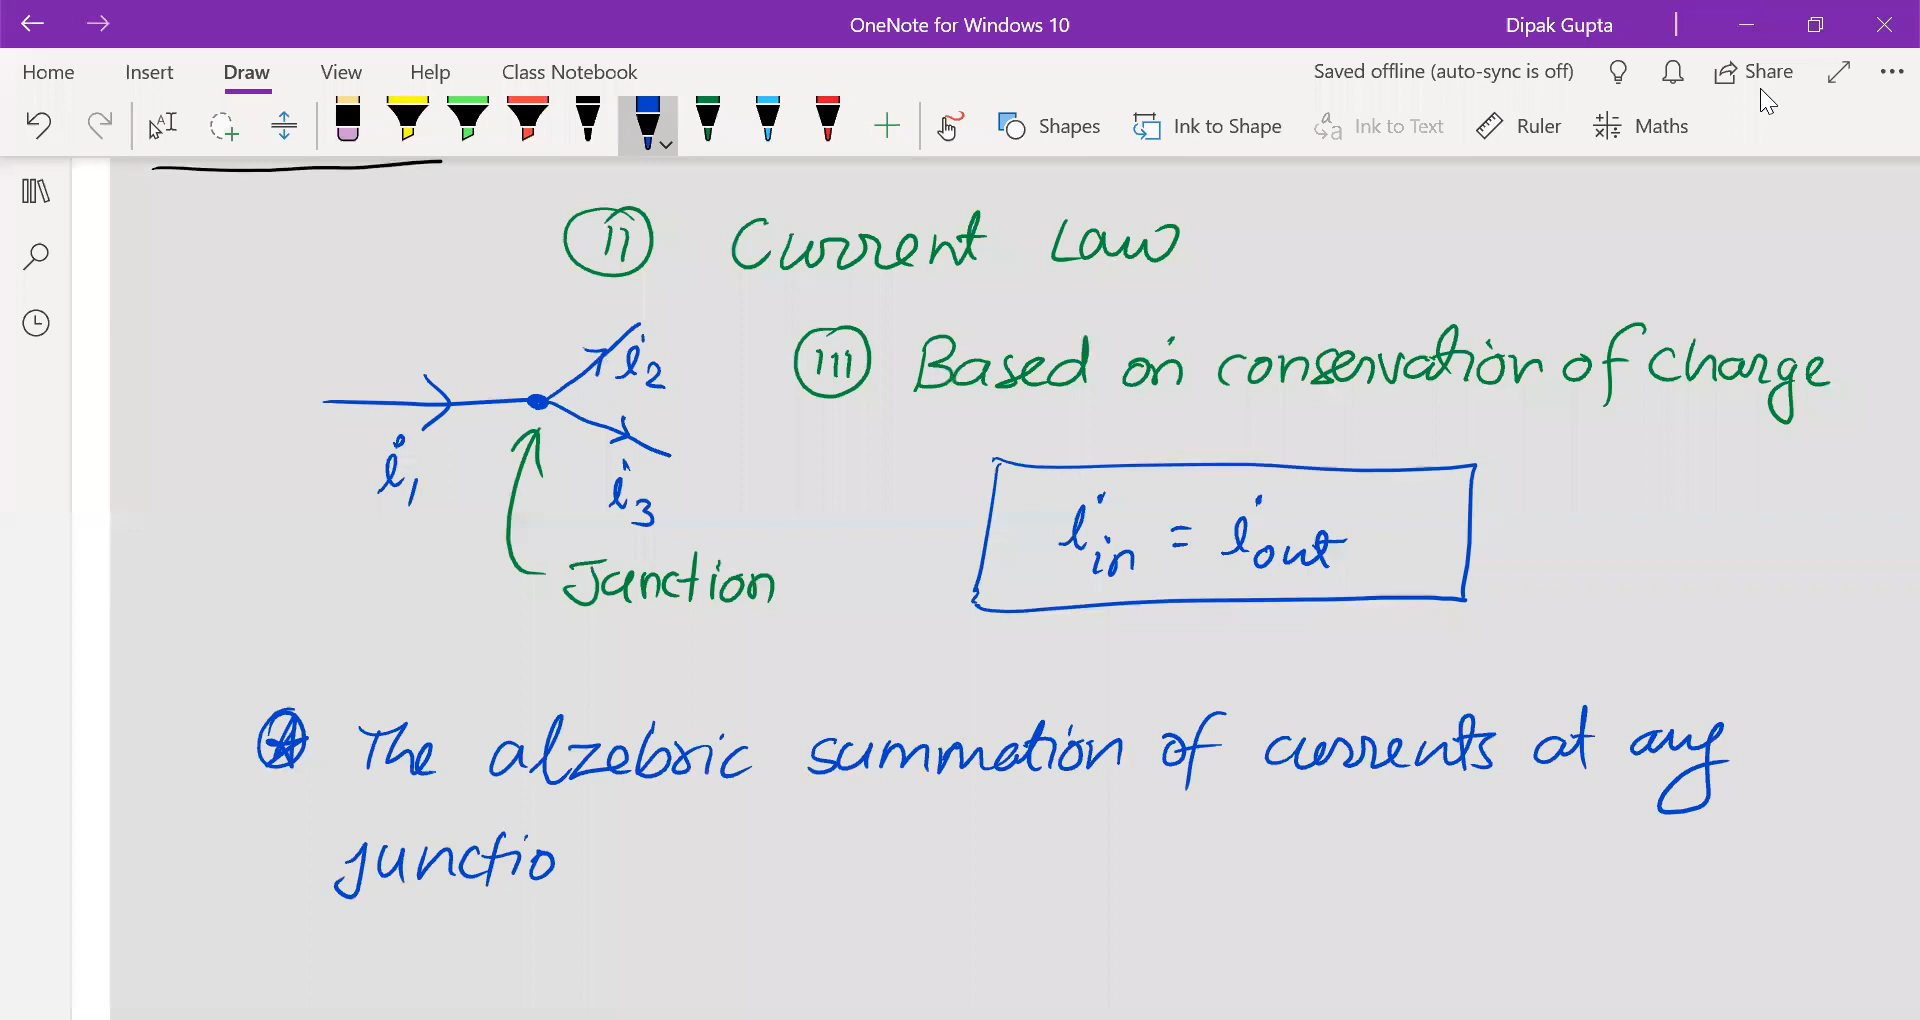 OneNote for Windows 10
Dipak Gupta
Home Insert Draw View Help Class Notebook
Saved offline (auto-sync is off) Share
Shapes Ink to Shape Ink to Text Ruler Maths
(ii) Current Law
(iii) Based on conservation of charge
i2
i1
i3
Junction
i in = i out
The alzebric summation of currents at any
junctio